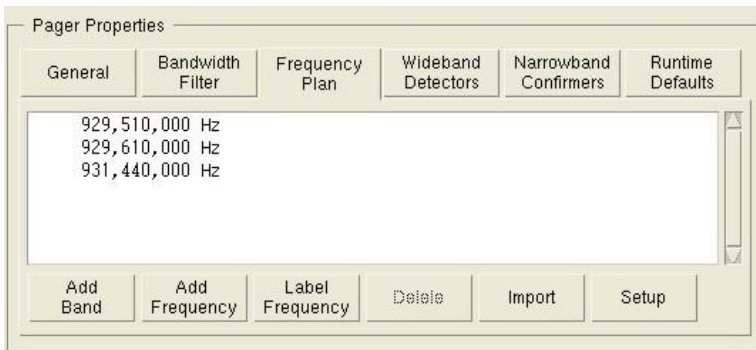 Pager Properties
General
Bandwidth
Filter
Frequency
Plan
Wideband
Detectors
Narrowband
Confirmers
Runtime
Defaults
929,510,000 Hz
929,610,000 Hz
931,440,000 Hz
Add
Band
Add
Frequency
Label
Frequency
Delete
Import
Setup